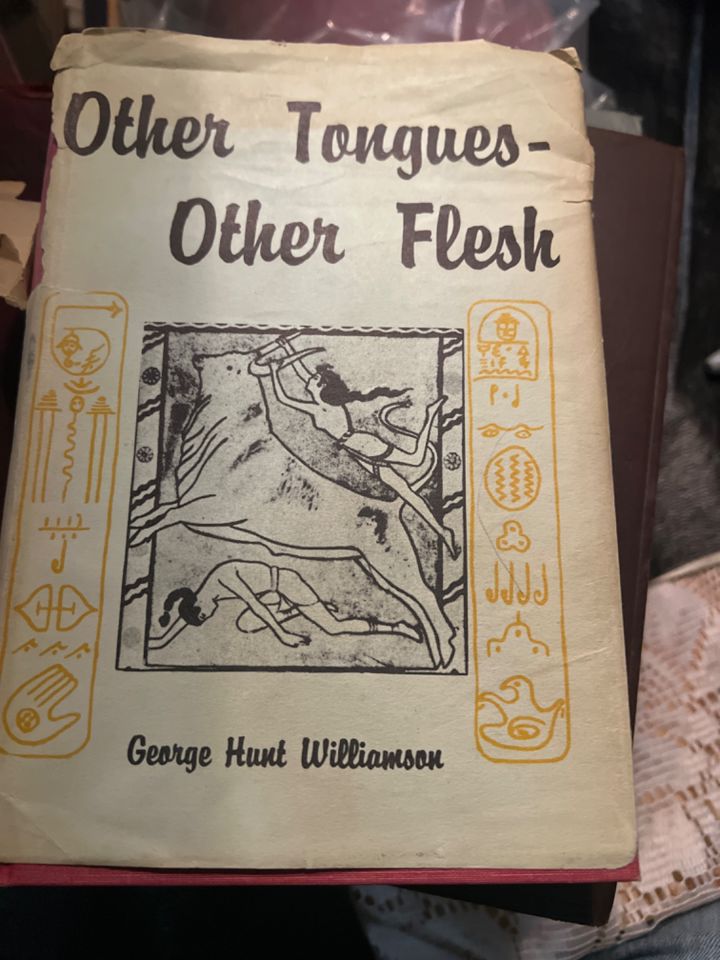 Other Tongues-
Other Flesh
George Hunt Williamson